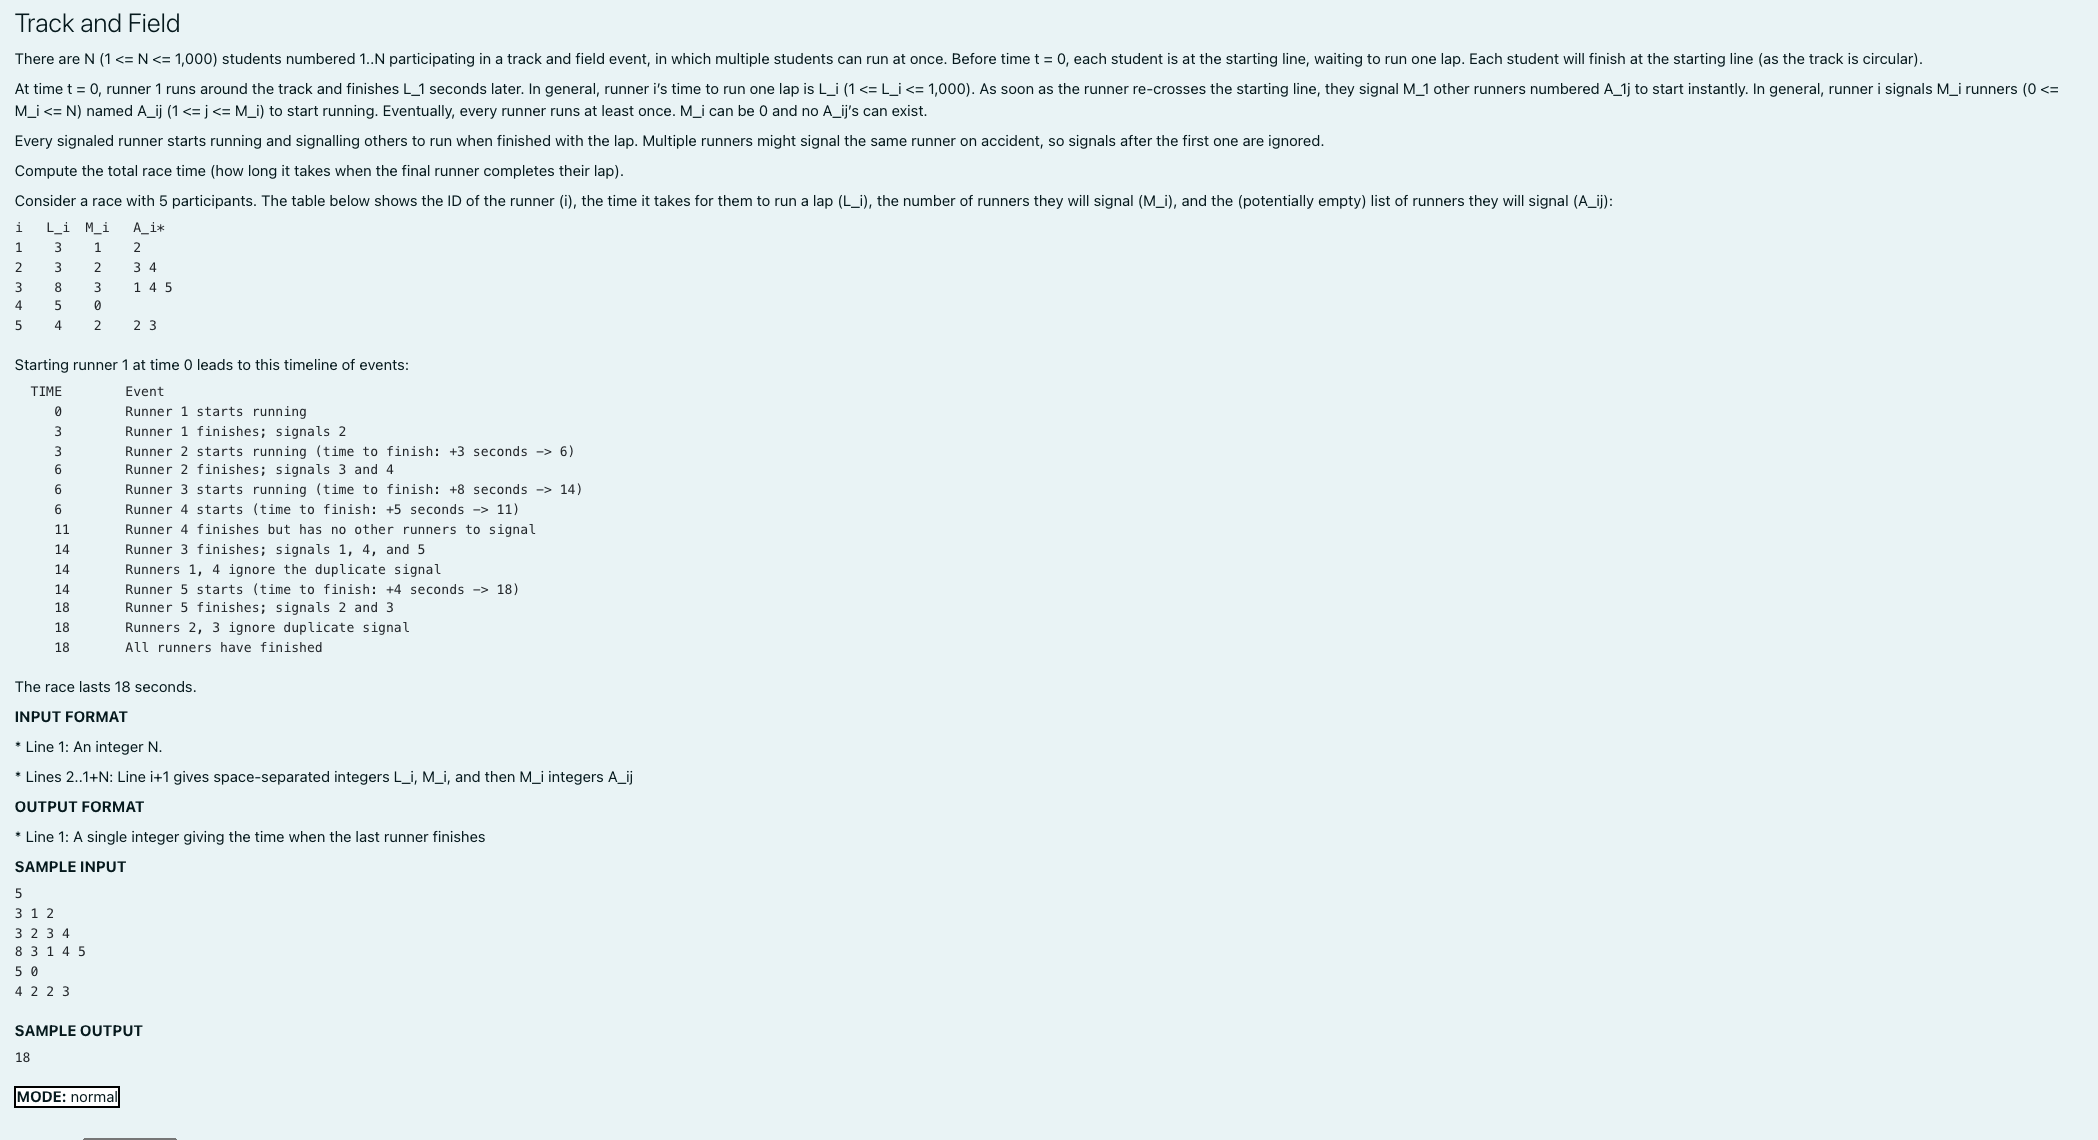 Track and Field
There are N (1 <= N <= 1,000) students numbered 1..N participating in a track and field event, in which multiple students can run at once. Before time t = 0, each student is at the starting line, waiting to run one lap. Each student will finish at the starting line (as the track is circular).
At time t = 0, runner 1 runs around the track and finishes L_1 seconds later. In general, runner i's time to run one lap is L_i (1 <= L_i <= 1,000). As soon as the runner re-crosses the starting line, they signal M_1 other runners numbered A_1j to start instantly. In general, runner i signals M_i runners (0 <=
M_i <= N) named A_ij (1 <= j <= M_i) to start running. Eventually, every runner runs at least once. M_i can be 0 and no A_ij's can exist.
Every signaled runner starts running and signalling others to run when finished with the lap. Multiple runners might signal the same runner on accident, so signals after the first one are ignored.
Compute the total race time (how long it takes when the final runner completes their lap).
Consider a race with 5 participants. The table below shows the ID of the runner (i), the time it takes for them to run a lap (L_i), the number of runners they will signal (M_i), and the (potentially empty) list of runners they will signal (A_ij):
i   L_i  M_i   A_i*
1    3    1    2
2    3    2    3 4
3    8    3    1 4 5
4    5    0
5    4    2    2 3
Starting runner 1 at time 0 leads to this timeline of events:
TIME        Event
0       Runner 1 starts running
3       Runner 1 finishes; signals 2
3       Runner 2 starts running (time to finish: +3 seconds -> 6)
6       Runner 2 finishes; signals 3 and 4
6       Runner 3 starts running (time to finish: +8 seconds -> 14)
6       Runner 4 starts (time to finish: +5 seconds -> 11)
11       Runner 4 finishes but has no other runners to signal
14       Runner 3 finishes; signals 1, 4, and 5
14       Runners 1, 4 ignore the duplicate signal
14       Runner 5 starts (time to finish: +4 seconds -> 18)
18       Runner 5 finishes; signals 2 and 3
18       Runners 2, 3 ignore duplicate signal
18       All runners have finished
The race lasts 18 seconds.
INPUT FORMAT
* Line 1: An integer N.
* Lines 2..1+N: Line i+1 gives space-separated integers L_i, M_i, and then M_i integers A_ij
OUTPUT FORMAT
* Line 1: A single integer giving the time when the last runner finishes
SAMPLE INPUT
5
3 1 2
3 2 3 4
8 3 1 4 5
5 0
4 2 2 3
SAMPLE OUTPUT
18
MODE: normal